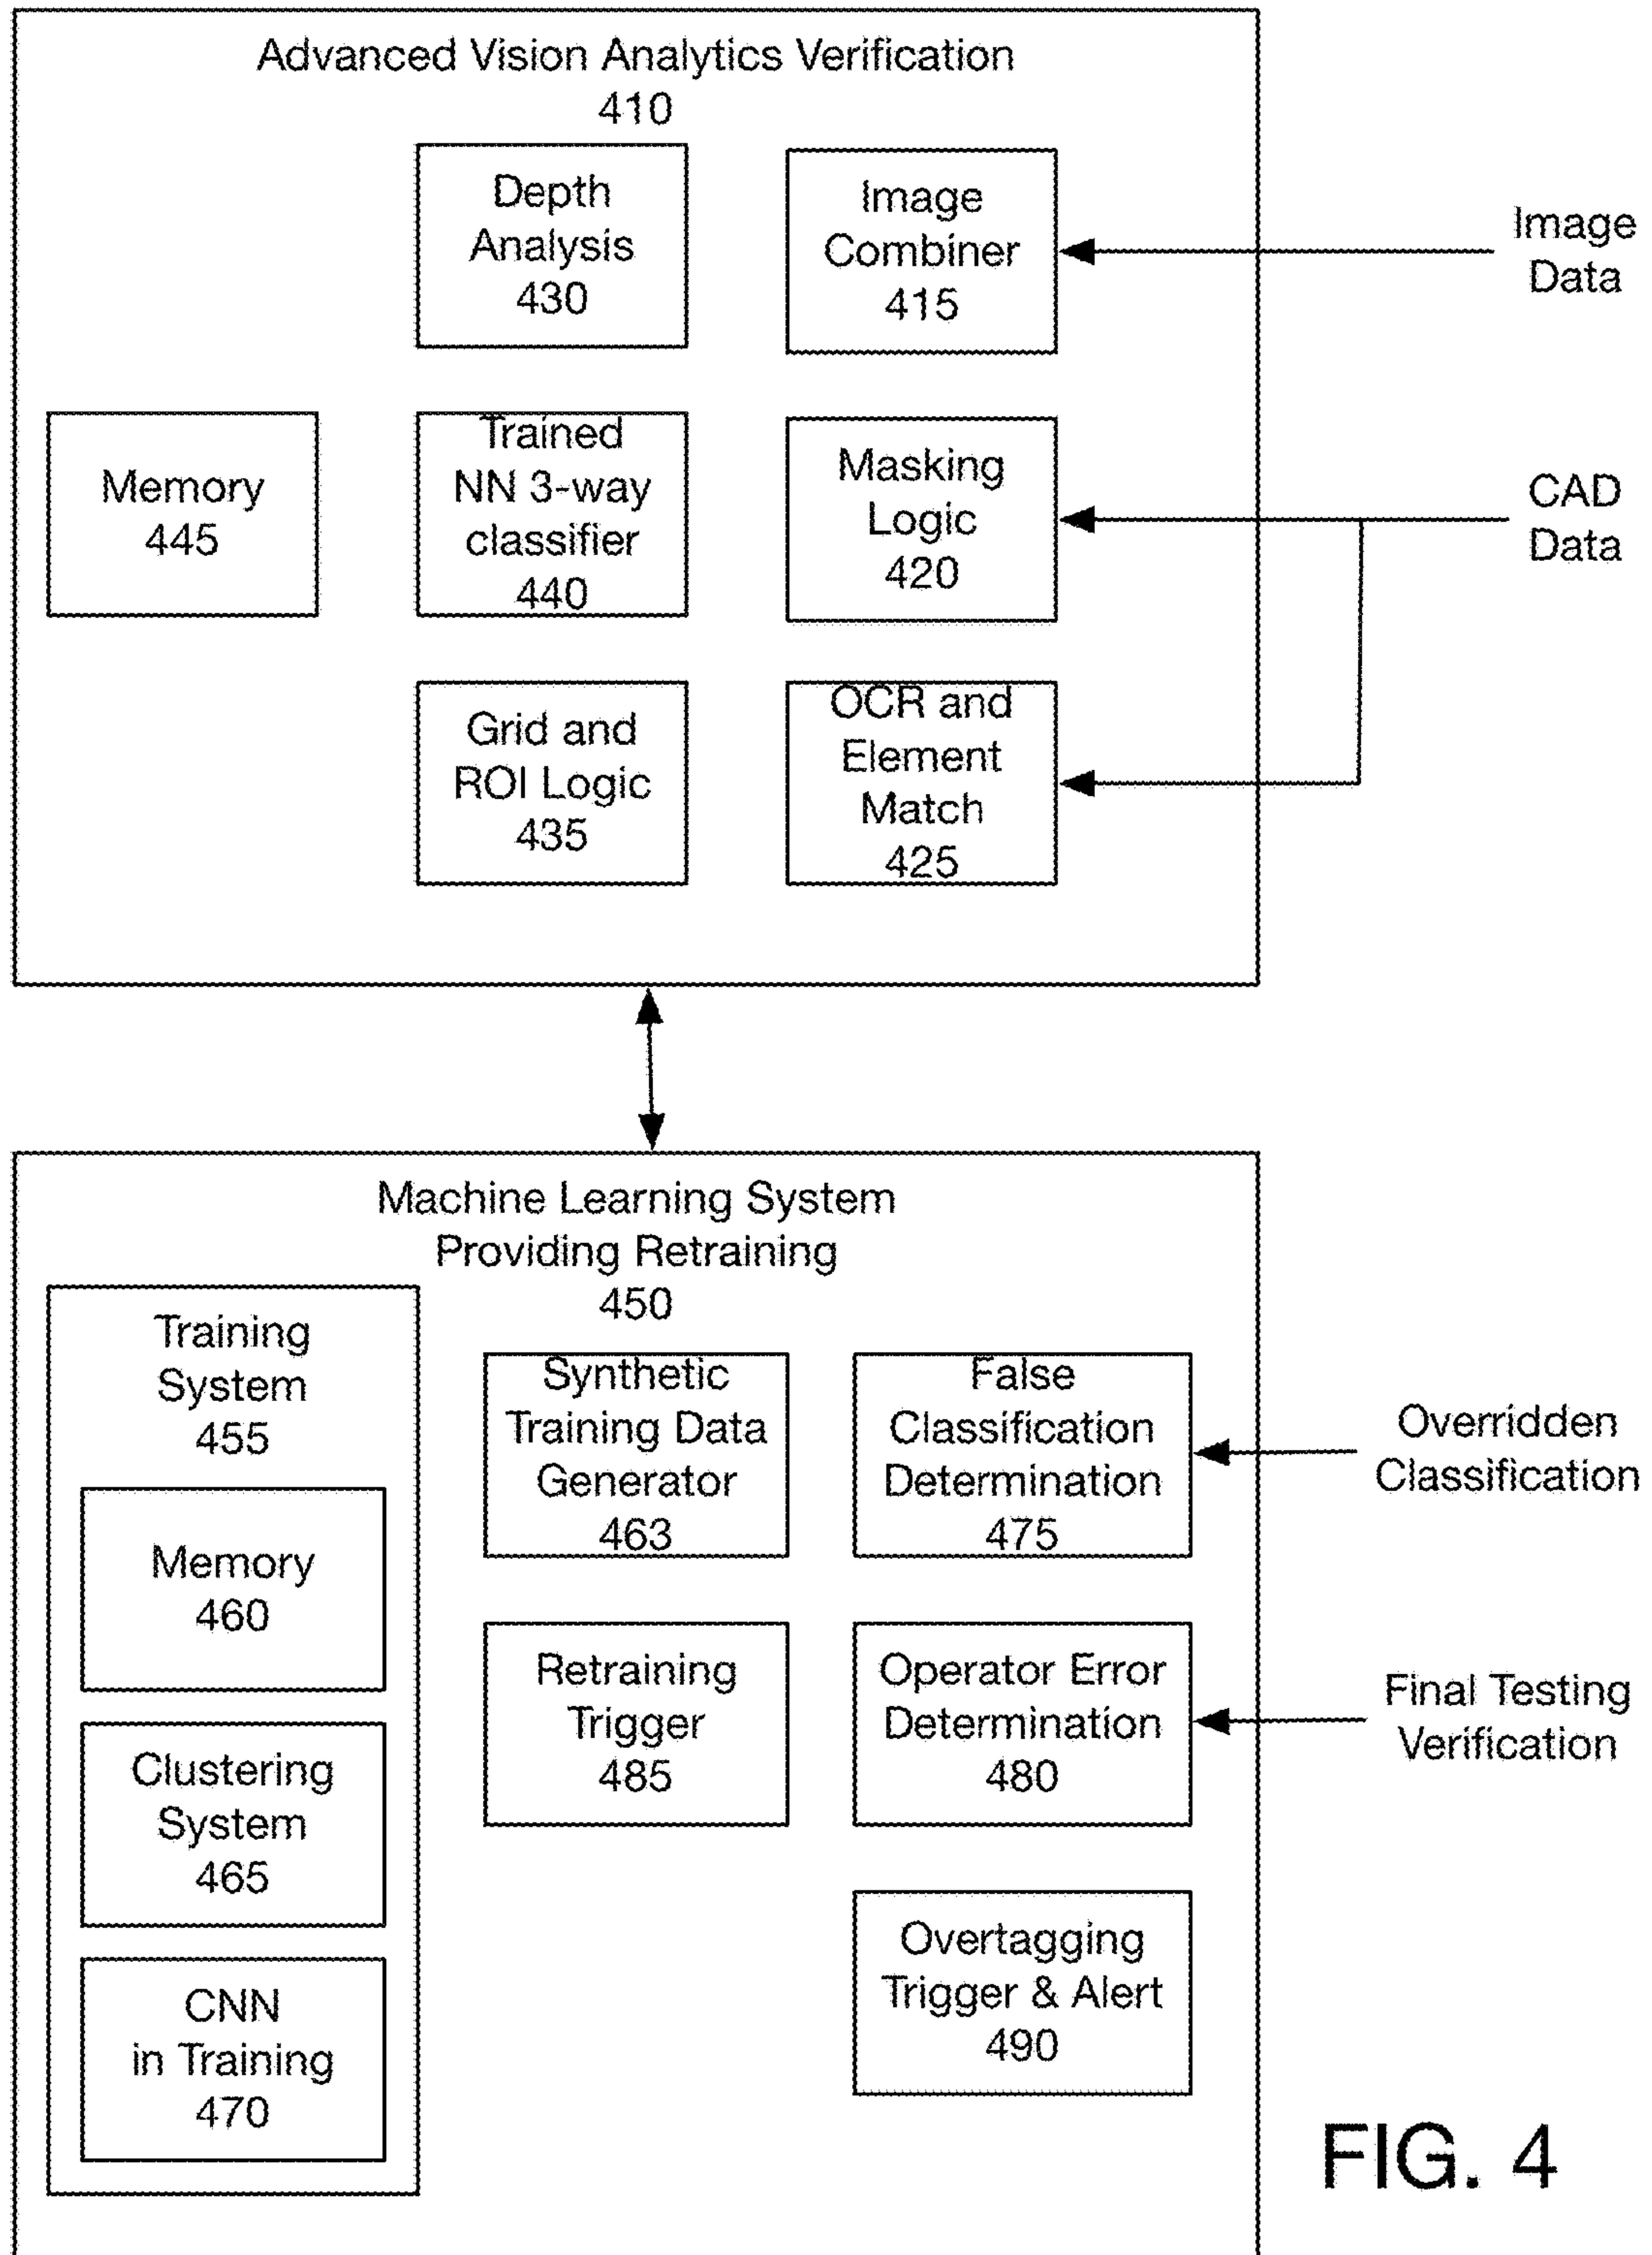 Advanced Vision Analytics Verification
410
Depth
Analysis
430
Image
Combiner
415
Image
Data
Memory
445
Trained
NN 3-way
classifier
440
Masking
Logic
420
CAD
Data
Grid and
ROI Logic
435
OCR and
Element
Match
425
Machine Learning System
Providing Retraining
450
Training
System
455
Memory
460
Clustering
System
465
CNN
in Training
470
Synthetic
Training Data
Generator
463
False
Classification
Determination
475
Overridden
Classification
Retraining
Trigger
485
Operator Error
Determination
480
Final Testing
Verification
Overtagging
Trigger & Alert
490
FIG. 4